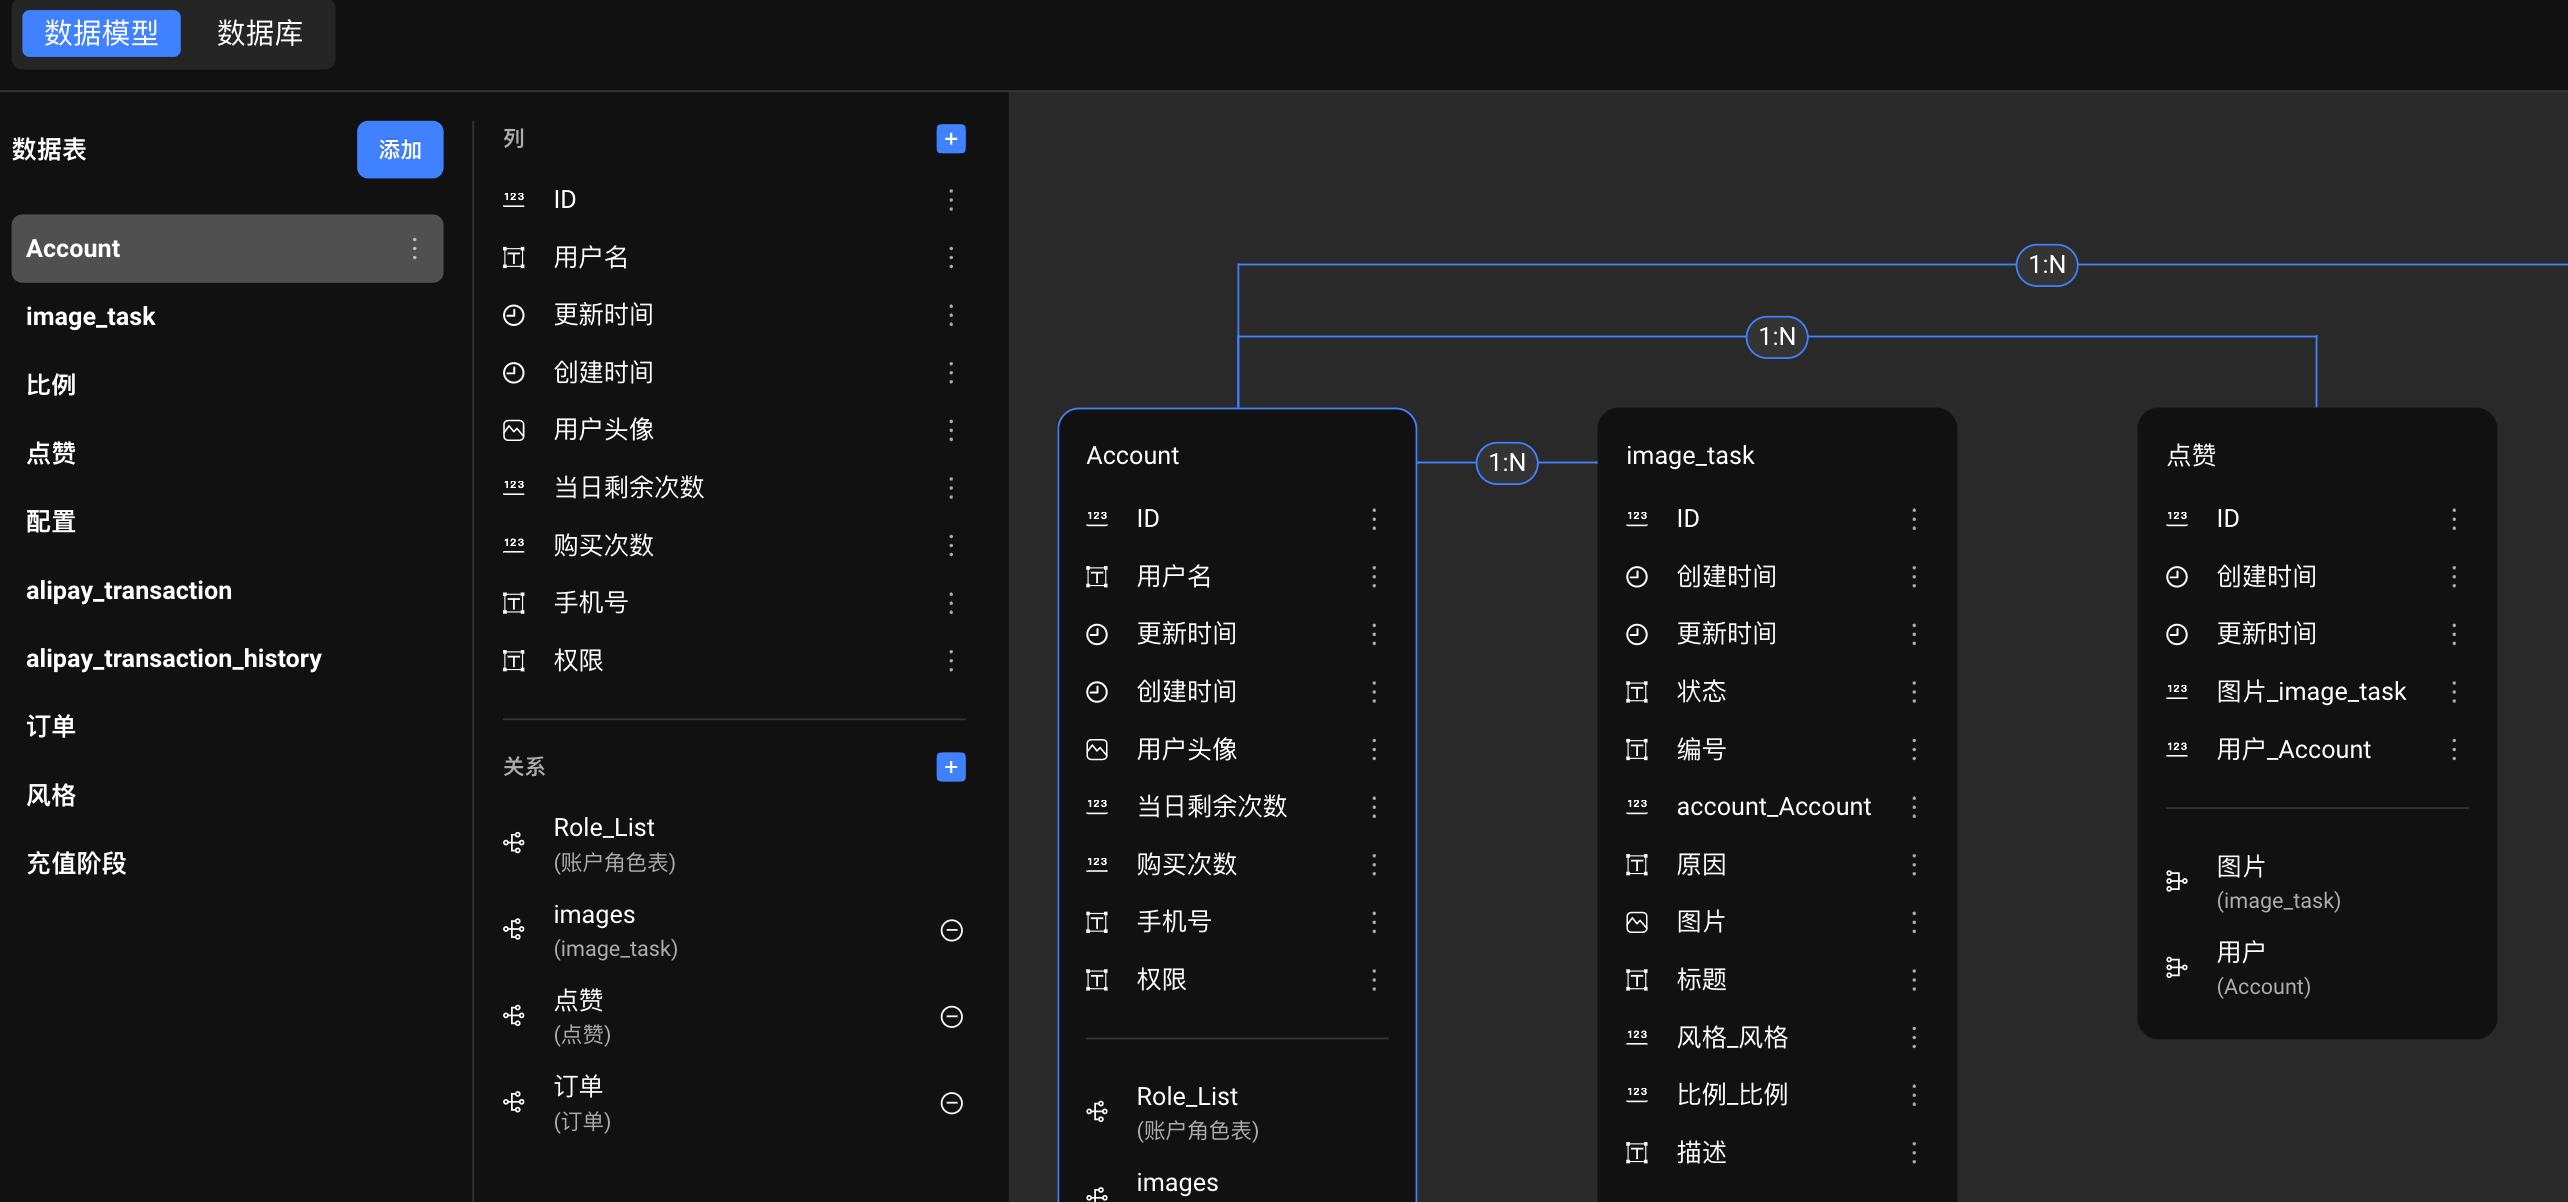 数据模型
数据库
数据表
添加
Account
image_task
比例
点赞
配置
alipay_transaction
alipay_transaction_history
订单
风格
充值阶段
列
+
123 ID
T 用户名
更新时间
创建时间
用户头像
123 当日剩余次数
123 购买次数
T 手机号
T 权限
关系
+
Role_List
(账户角色表)
images
(image_task)
点赞
(点赞)
订单
(订单)
1:N
1:N
1:N
Account
123 ID
T 用户名
更新时间
创建时间
用户头像
123 当日剩余次数
123 购买次数
T 手机号
T 权限
Role_List
(账户角色表)
images
image_task
123 ID
创建时间
更新时间
T 状态
T 编号
123 account_Account
T 原因
图片
T 标题
123 风格_风格
123 比例_比例
T 描述
点赞
123 ID
创建时间
更新时间
123 图片_image_task
123 用户_Account
图片
(image_task)
用户
(Account)